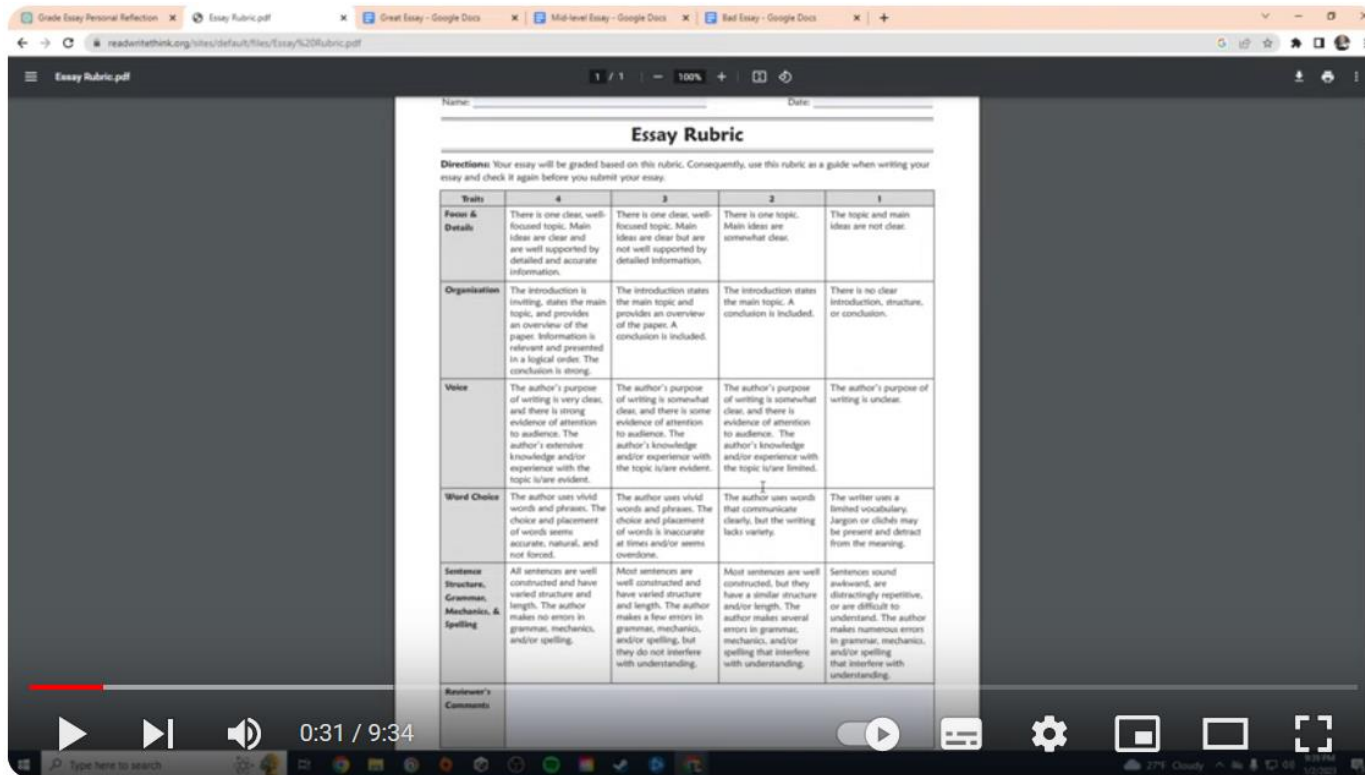 Grade Essay Personal Reflection
Essay Rubric.pdf
Great Essay - Google Docs
Mid-level Essay - Google Docs
Bad Essay - Google Docs
readwritethink.org/sites/default/files/Essay%20Rubric.pdf
Essay Rubric.pdf
1 / 1
100%
Name:
Date:
Essay Rubric
Directions: Your essay will be graded based on this rubric. Consequently, use this rubric as a guide when writing your
essay and check it again before you submit your essay.
Traits
4
3
2
1
Focus &
Details
There is one clear, well-
focused topic. Main
ideas are clear and
are well supported by
detailed and accurate
information.
There is one clear, well-
focused topic. Main
ideas are clear but are
not well supported by
detailed information.
There is one topic.
Main ideas are
somewhat clear.
The topic and main
ideas are not clear.
Organization
The introduction is
inviting, states the main
topic, and provides
an overview of the
paper. Information is
relevant and presented
in a logical order. The
conclusion is strong.
The introduction states
the main topic and
provides an overview
of the paper. A
conclusion is included.
The introduction states
the main topic. A
conclusion is included.
There is no clear
introduction, structure,
or conclusion.
Voice
The author's purpose
of writing is very clear,
and there is strong
evidence of attention
to audience. The
author's extensive
knowledge and/or
experience with the
topic is/are evident.
The author's purpose
of writing is somewhat
clear, and there is some
evidence of attention
to audience. The
author's knowledge
and/or experience with
the topic is/are evident.
The author's purpose
of writing is somewhat
clear, and there is
evidence of attention
to audience. The
author's knowledge
and/or experience with
the topic is/are limited.
The author's purpose of
writing is unclear.
Word Choice
The author uses vivid
words and phrases. The
choice and placement
of words seems
accurate, natural, and
not forced.
The author uses vivid
words and phrases. The
choice and placement
of words is inaccurate
at times and/or seems
overdone.
The author uses words
that communicate
clearly, but the writing
lacks variety.
The writer uses a
limited vocabulary.
Jargon or clichés may
be present and detract
from the meaning.
Sentence
Structure,
Grammar,
Mechanics, &
Spelling
All sentences are well
constructed and have
varied structure and
length. The author
makes no errors in
grammar, mechanics,
and/or spelling.
Most sentences are
well constructed and
have varied structure
and length. The author
makes a few errors in
grammar, mechanics,
and/or spelling, but
they do not interfere
with understanding.
Most sentences are well
constructed, but they
have a similar structure
and/or length. The
author makes several
errors in grammar,
mechanics, and/or
spelling that interfere
with understanding.
Sentences sound
awkward, are
distractingly repetitive,
or are difficult to
understand. The author
makes numerous errors
in grammar, mechanics,
and/or spelling
that interfere with
understanding.
Reviewer's
Comments
0:31 / 9:34
Type here to search
27°F Cloudy
9:39 PM
1/2/2023